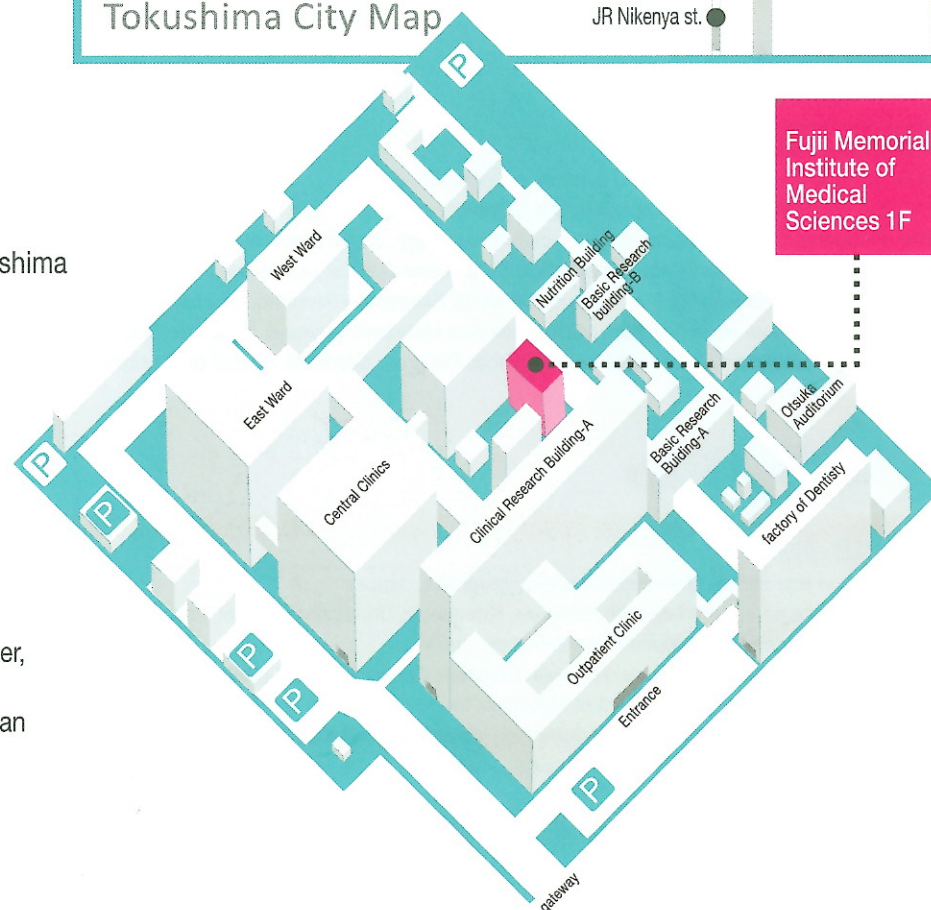 Tokushima City Map
JR Nikenya st.
P
Fujii Memorial
Institute of
Medical
Sciences 1F
West Ward
shima
Nutrition Building
Basic Research
building-B
East Ward
Otsuka
Auditorium
Basic Research
Buiding-A
Clinical Research Building-A
Central Clinics
factory of Dentisty
P
P
Outpatient Clinic
er,
P
P
an
Entrance
P
gateway